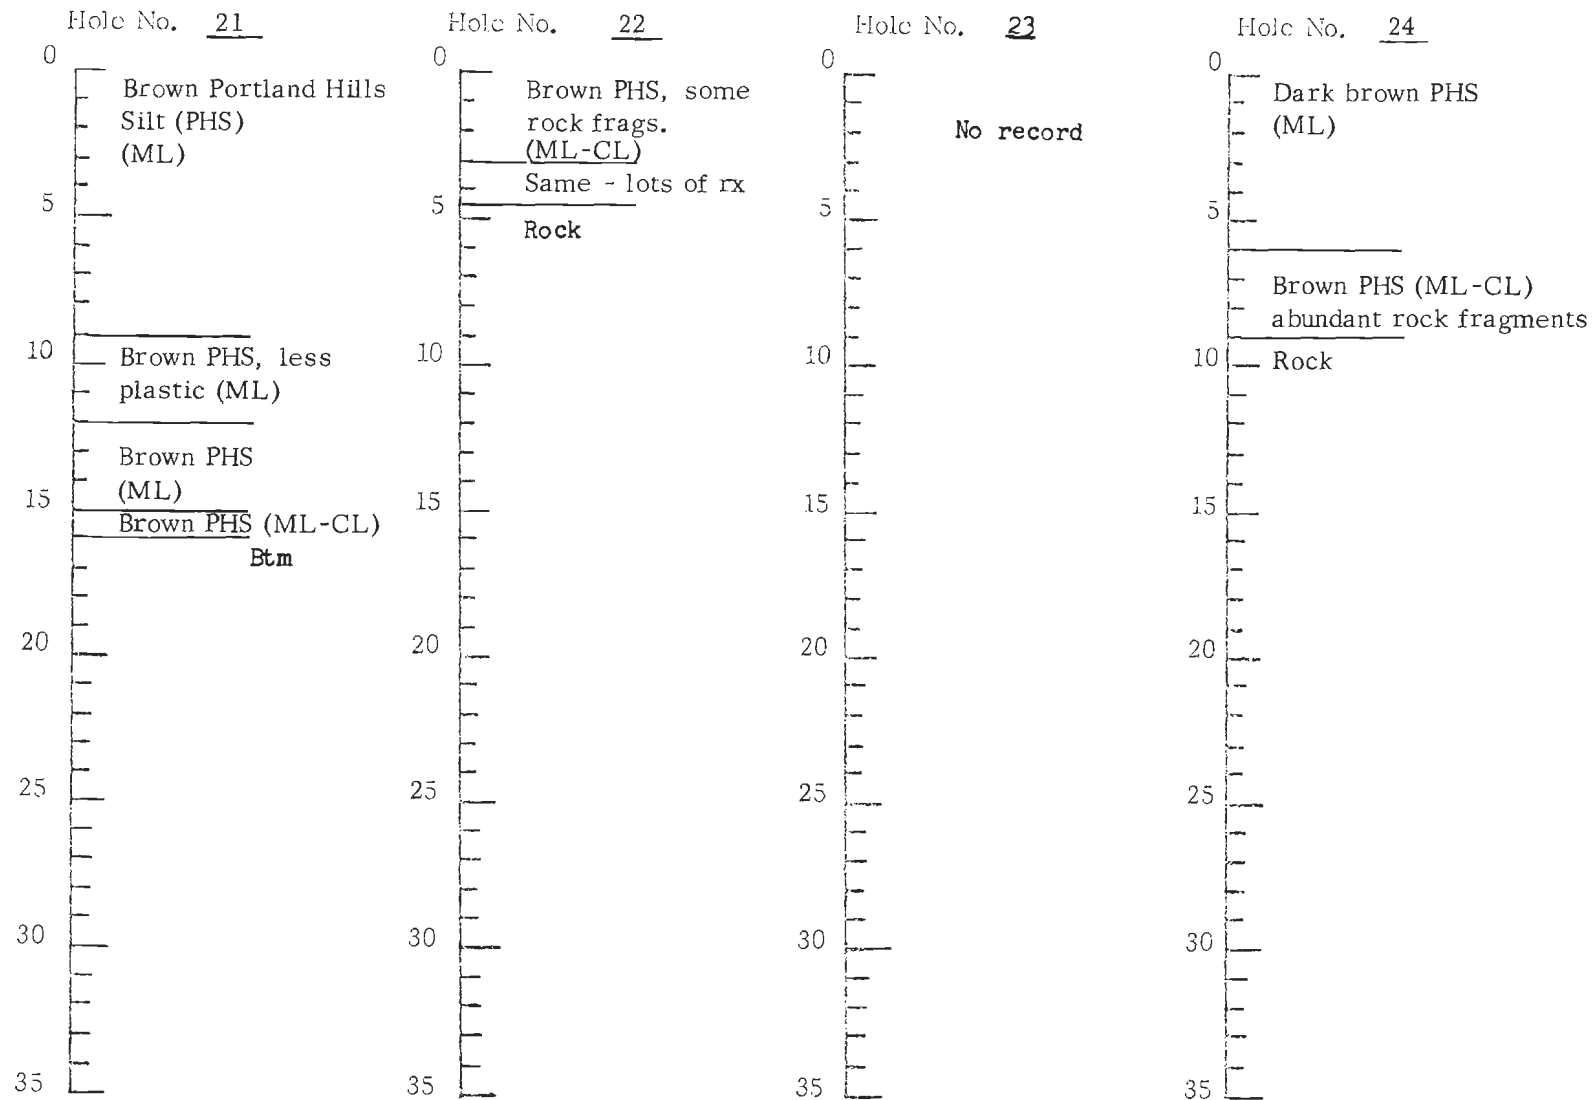 Hole No. 21
0
Brown Portland Hills
Silt (PHS)
(ML)
5
10
Brown PHS, less
plastic (ML)
Brown PHS
(ML)
15
Brown PHS (ML-CL)
Btm
20
25
30
35
Hole No. 22
0
Brown PHS, some
rock frags.
(ML-CL)
Same - lots of rx
5
Rock
10
15
20
25
30
35
Hole No. 23
0
No record
5
10
15
20
25
30
35
Hole No. 24
0
Dark brown PHS
(ML)
5
Brown PHS (ML-CL)
abundant rock fragments
10
Rock
15
20
25
30
35